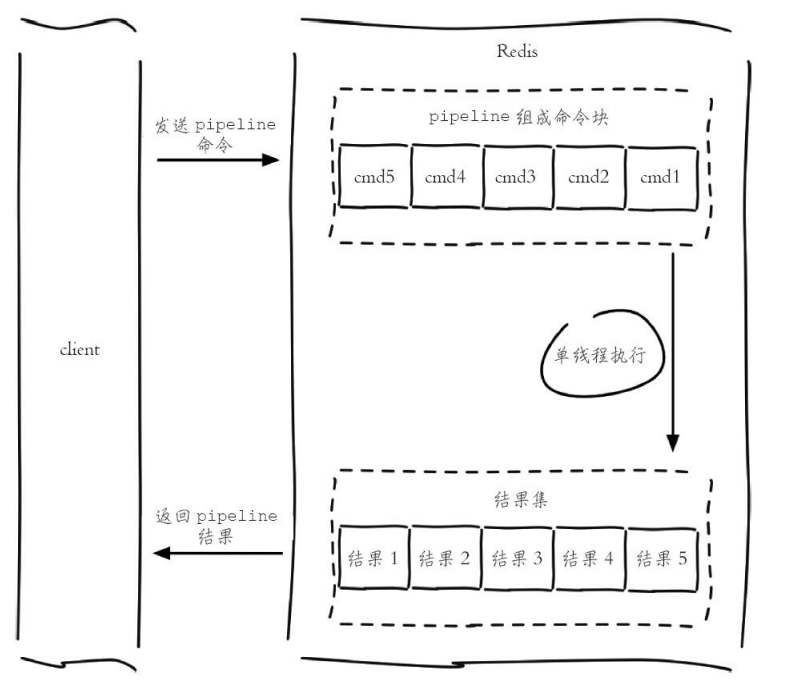 Redis
pipeline 组成命令块
发送 pipeline
命令
cmd5 cmd4 cmd3 cmd2 cmd1
client
单线程执行
结果集
返回 pipeline
结果
结果 1 结果 2 结果 3 结果 4 结果 5